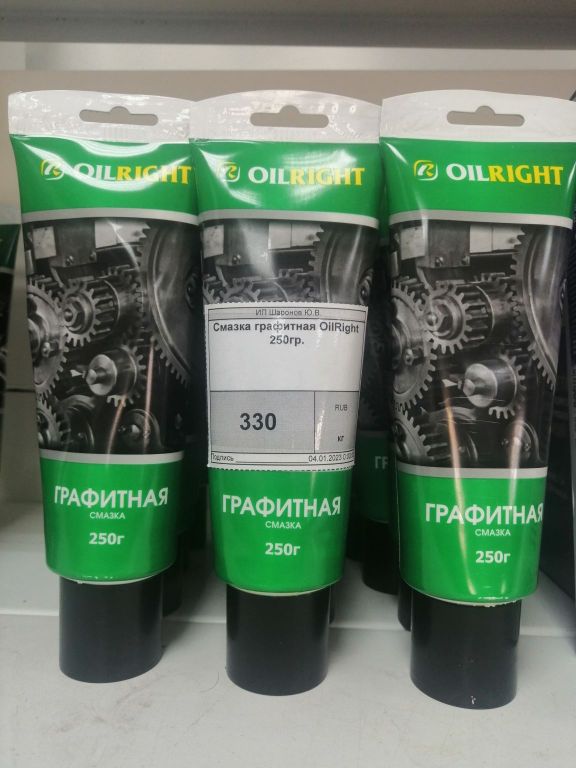 OILRIGHT
ГРАФИТНАЯ
СМАЗКА
250г
OILRIGHT
ИП Шаронов Ю.В.
Смазка графитная OilRight
250гр.
330
RUB
кг
Подпись
04.01.2023
ГРАФИТНАЯ
СМАЗКА
250г
OILRIGHT
ГРАФИТНАЯ
СМАЗКА
250г